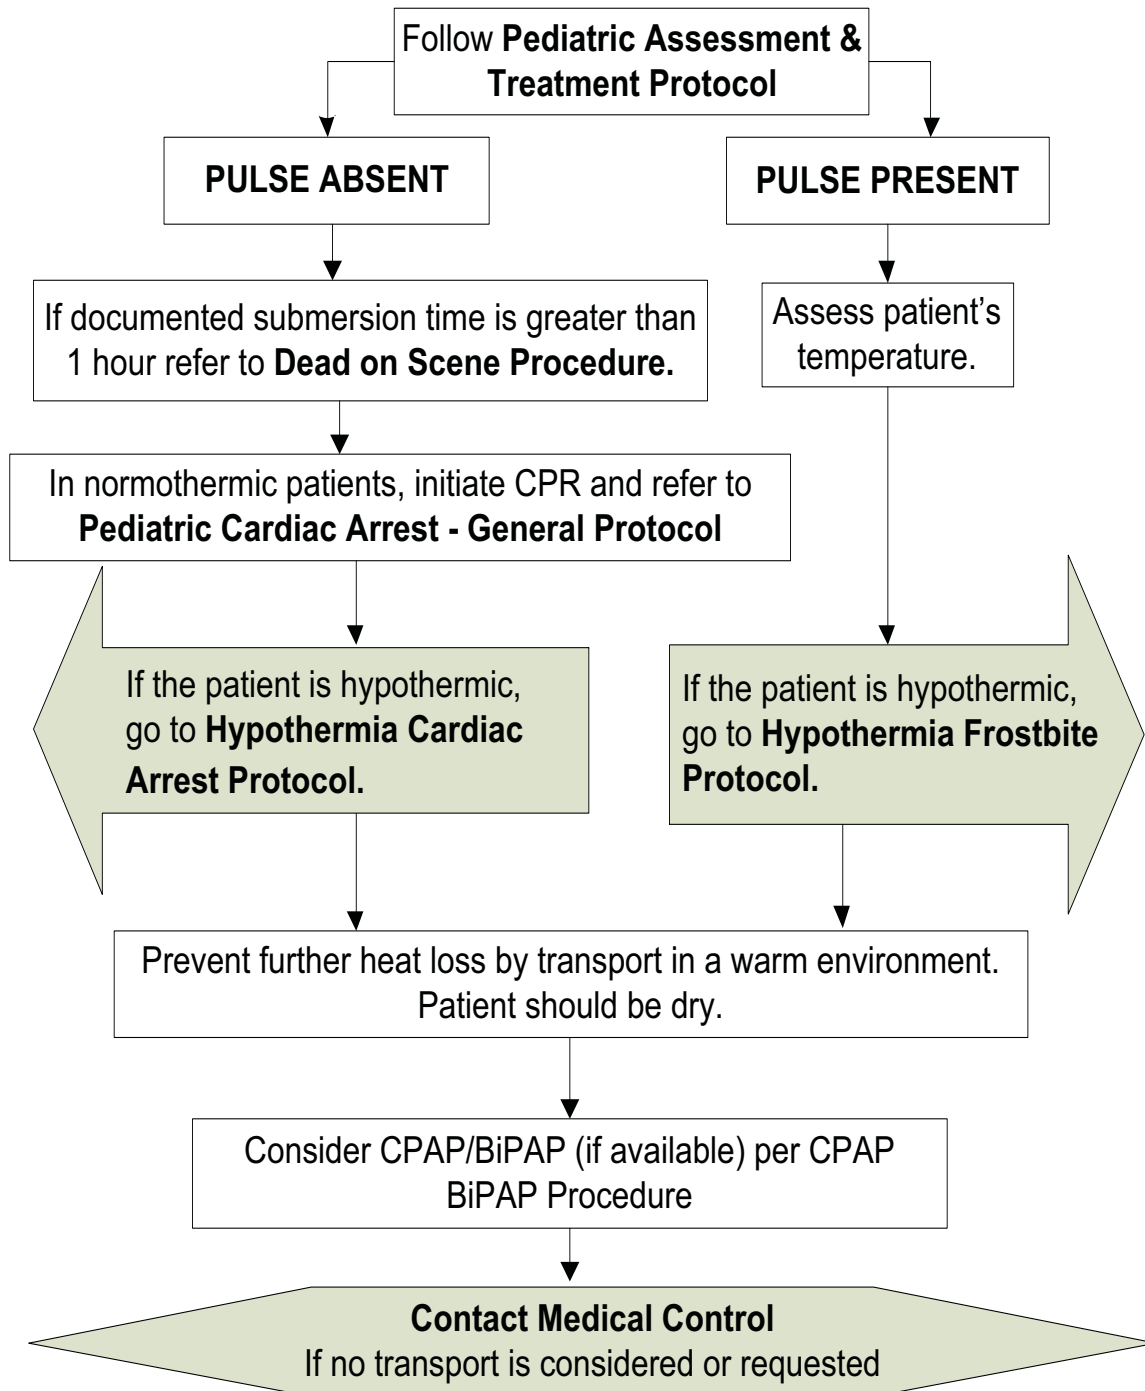 Follow Pediatric Assessment &
Treatment Protocol
PULSE ABSENT
PULSE PRESENT
If documented submersion time is greater than
1 hour refer to Dead on Scene Procedure.
Assess patient’s
temperature.
In normothermic patients, initiate CPR and refer to
Pediatric Cardiac Arrest - General Protocol
If the patient is hypothermic,
go to Hypothermia Cardiac
Arrest Protocol.
If the patient is hypothermic,
go to Hypothermia Frostbite
Protocol.
Prevent further heat loss by transport in a warm environment.
Patient should be dry.
Consider CPAP/BiPAP (if available) per CPAP
BiPAP Procedure
Contact Medical Control
If no transport is considered or requested